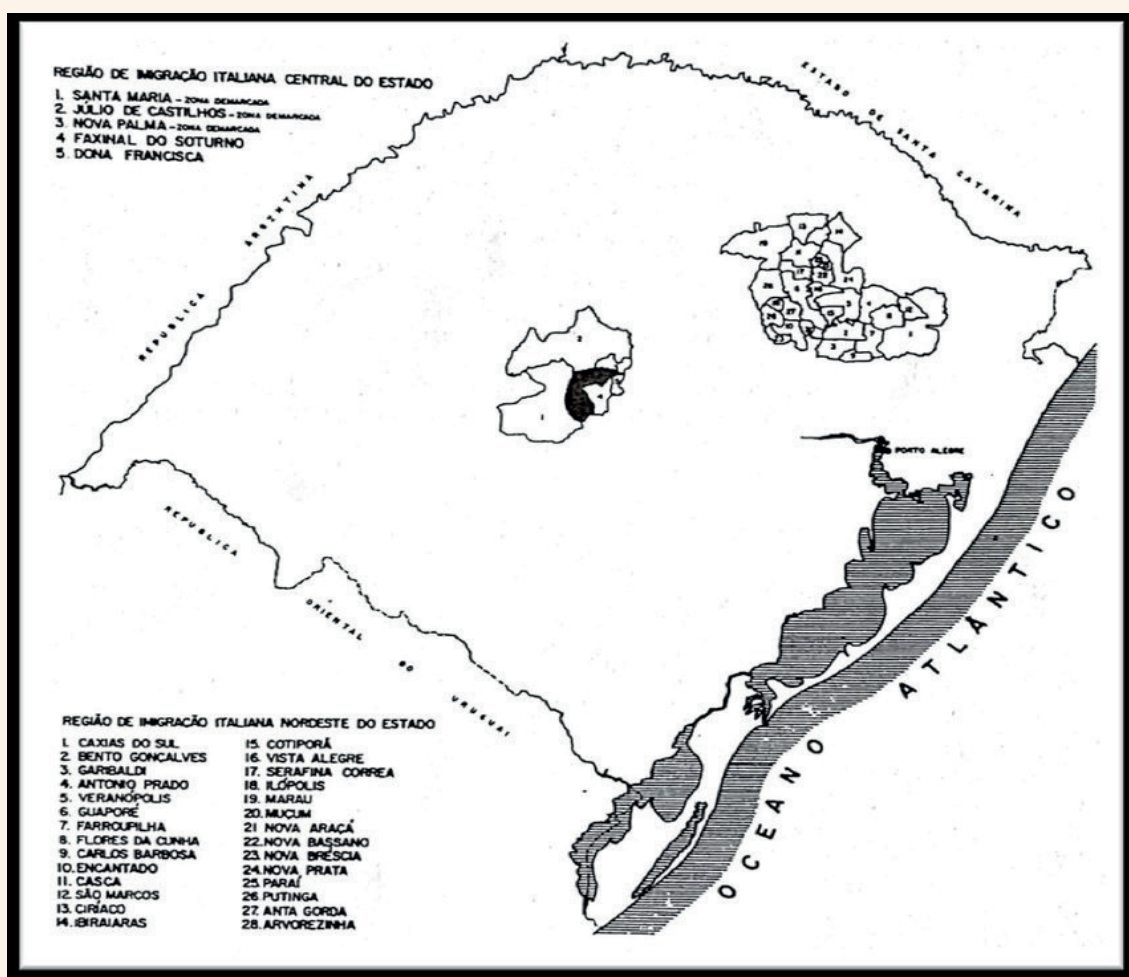 REGIÃO DE IMIGRAÇÃO ITALIANA CENTRAL DO ESTADO
1. SANTA MARIA - ZONA DEMARCADA
2. JÚLIO DE CASTILHOS - ZONA DEMARCADA
3. NOVA PALMA - ZONA DEMARCADA
4 FAXINAL DO SOTURNO
5. DONA FRANCISCA
ESTADO DE SANTA CATARINA
REPUBLICA ARGENTINA
PORTO ALEGRE
REPUBLICA ORIENTAL DO URUGUAI
OCEANO ATLÂNTICO
REGIÃO DE IMIGRAÇÃO ITALIANA NORDESTE DO ESTADO
1. CAXIAS DO SUL
2. BENTO GONÇALVES
3. GARIBALDI
4. ANTONIO PRADO
5. VERANÓPOLIS
6. GUAPORÉ
7. FARROUPILHA
8. FLORES DA CUNHA
9. CARLOS BARBOSA
10. ENCANTADO
11. CASCA
12. SÃO MARCOS
13. CIRÍACO
14. IBIRAIARAS
15. COTIPORÃ
16. VISTA ALEGRE
17. SERAFINA CORREA
18. ILÓPOLIS
19. MARAU
20. MUÇUM
21 NOVA ARAÇÁ
22. NOVA BASSANO
23. NOVA BRÉSCIA
24. NOVA PRATA
25. PARAÍ
26. PUTINGA
27. ANTA GORDA
28. ARVOREZINHA